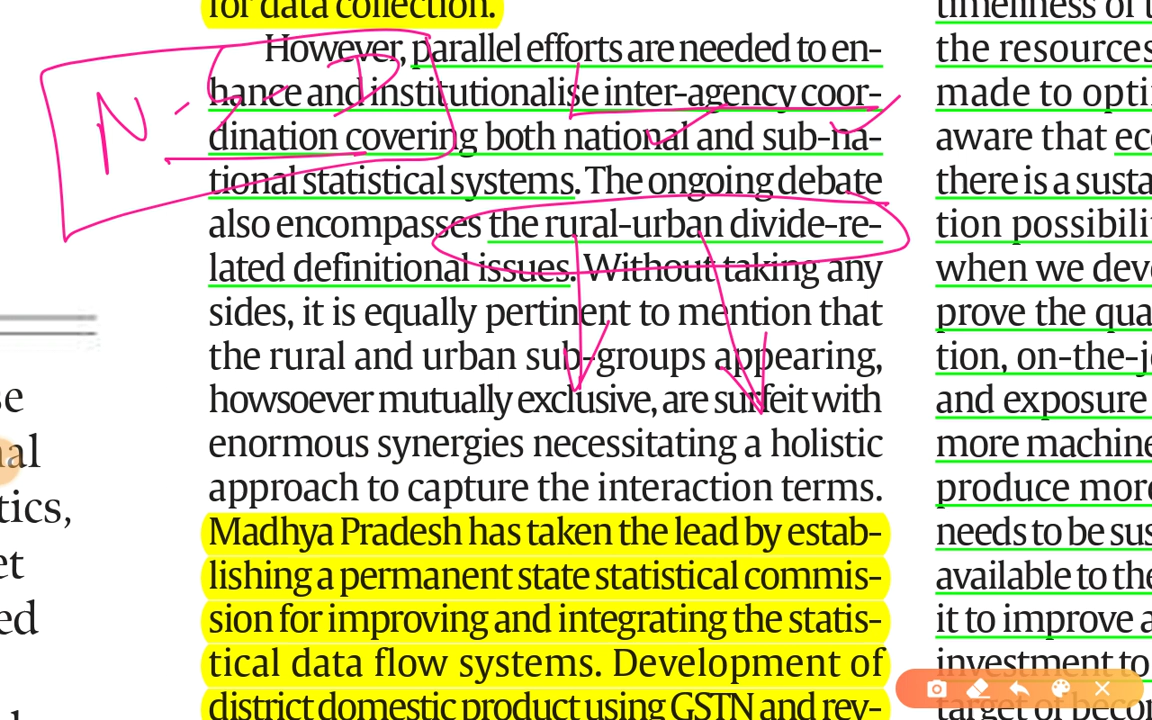 for data collection.
However, parallel efforts are needed to en-
hance and institutionalise inter-agency coor-
dination covering both national and sub-na-
tional statistical systems. The ongoing debate
also encompasses the rural-urban divide-re-
lated definitional issues. Without taking any
sides, it is equally pertinent to mention that
the rural and urban sub-groups appearing,
howsoever mutually exclusive, are surfeit with
enormous synergies necessitating a holistic
approach to capture the interaction terms.
Madhya Pradesh has taken the lead by estab-
lishing a permanent state statistical commis-
sion for improving and integrating the statis-
tical data flow systems. Development of
district domestic product using GSTN and rev-
se
tics,
et
ed
the resources
made to opti
aware that
there is a susta
tion possibili
when we dev
prove the qua
tion, on-the-j
and exposure
more machine
produce more
needs to be sus
available to the
it to improve
investment to